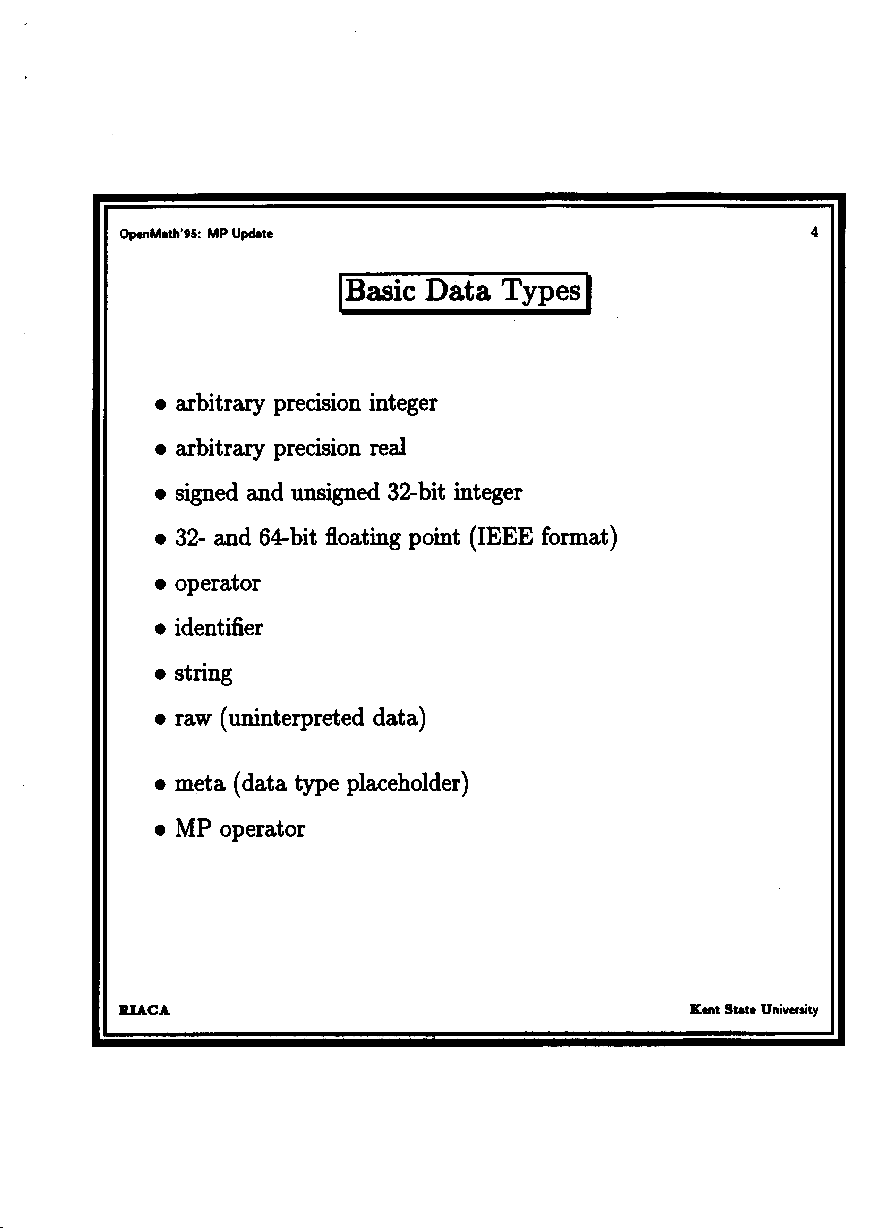 OpenMath'95: MP Update 4
Basic Data Types
• arbitrary precision integer
• arbitrary precision real
• signed and unsigned 32-bit integer
• 32- and 64-bit floating point (IEEE format)
• operator
• identifier
• string
• raw (uninterpreted data)
• meta (data type placeholder)
• MP operator
RIACA Kent State University